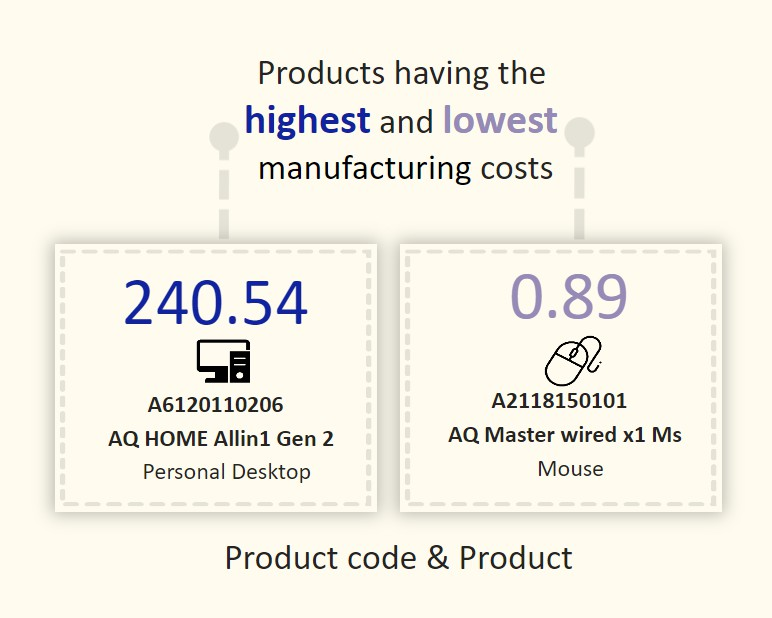 Products having the
highest and lowest
manufacturing costs
240.54
A6120110206
AQ HOME Allin1 Gen 2
Personal Desktop
0.89
A2118150101
AQ Master wired x1 Ms
Mouse
Product code & Product